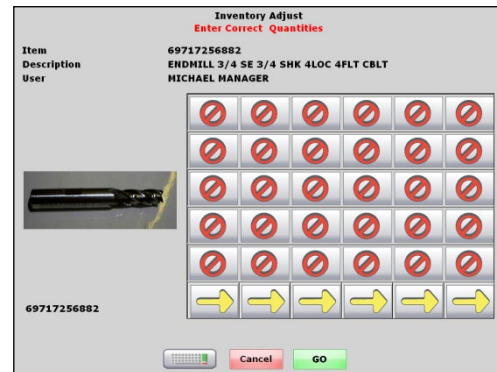 Inventory Adjust
Enter Correct Quantities
Item 69717256882
Description ENDMILL 3/4 SE 3/4 SHK 4LOC 4FLT CBLT
User MICHAEL MANAGER
69717256882
Cancel GO